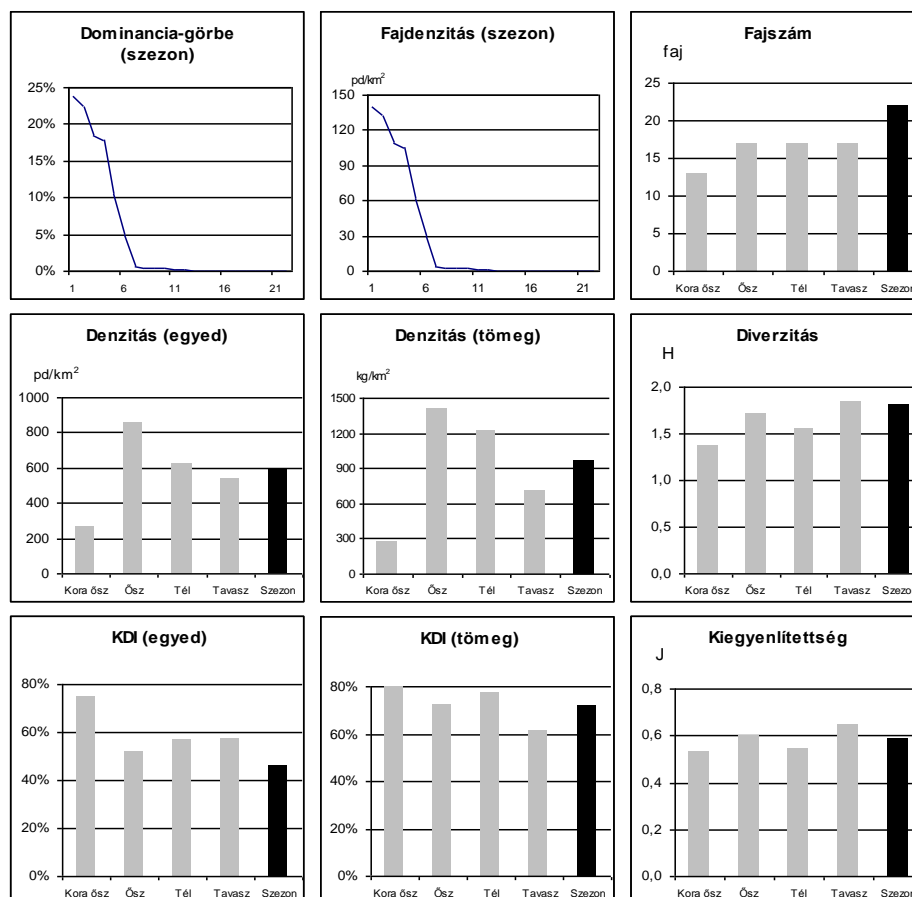 Dominancia-görbe
(szezon)
25%
20%
15%
10%
5%
0%
1 6 11 16 21
Fajdenzitás (szezon)
pd/km²
150
120
90
60
30
0
1 6 11 16 21
Fajszám
faj
25
20
15
10
5
0
Kora ősz Ősz Tél Tavasz Szezon
Denzitás (egyed)
pd/km²
1000
800
600
400
200
0
Kora ősz Ősz Tél Tavasz Szezon
Denzitás (tömeg)
kg/km²
1500
1200
900
600
300
0
Kora ősz Ősz Tél Tavasz Szezon
Diverzitás
H
2,0
1,5
1,0
0,5
0,0
Kora ősz Ősz Tél Tavasz Szezon
KDI (egyed)
80%
60%
40%
20%
0%
Kora ősz Ősz Tél Tavasz Szezon
KDI (tömeg)
80%
60%
40%
20%
0%
Kora ősz Ősz Tél Tavasz Szezon
Kiegyenlítettség
J
0,8
0,6
0,4
0,2
0,0
Kora ősz Ősz Tél Tavasz Szezon